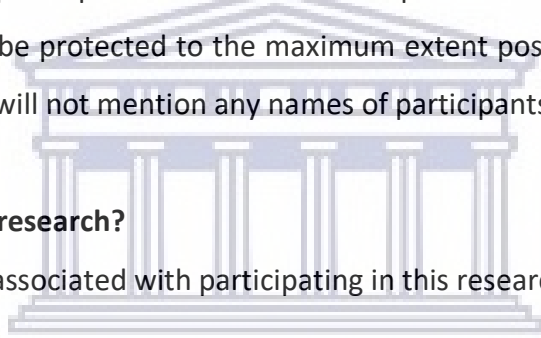 be protected to the maximum extent pos
will not mention any names of participants
research?
associated with participating in this resear